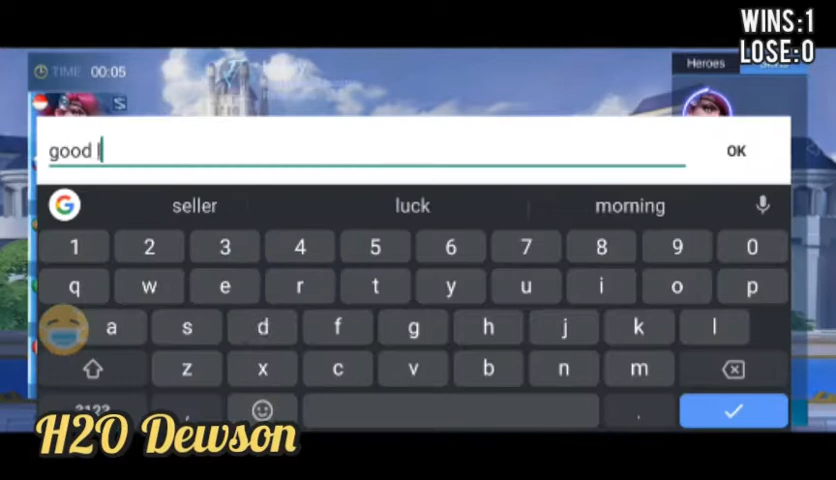 WINS:1
LOSE:0
TIME 00:05
Heroes
good l
OK
seller luck morning
1 2 3 4 5 6 7 8 9 0
q w e r t y u i o p
a s d f g h j k l
z x c v b n m
, .
H2O Dewson